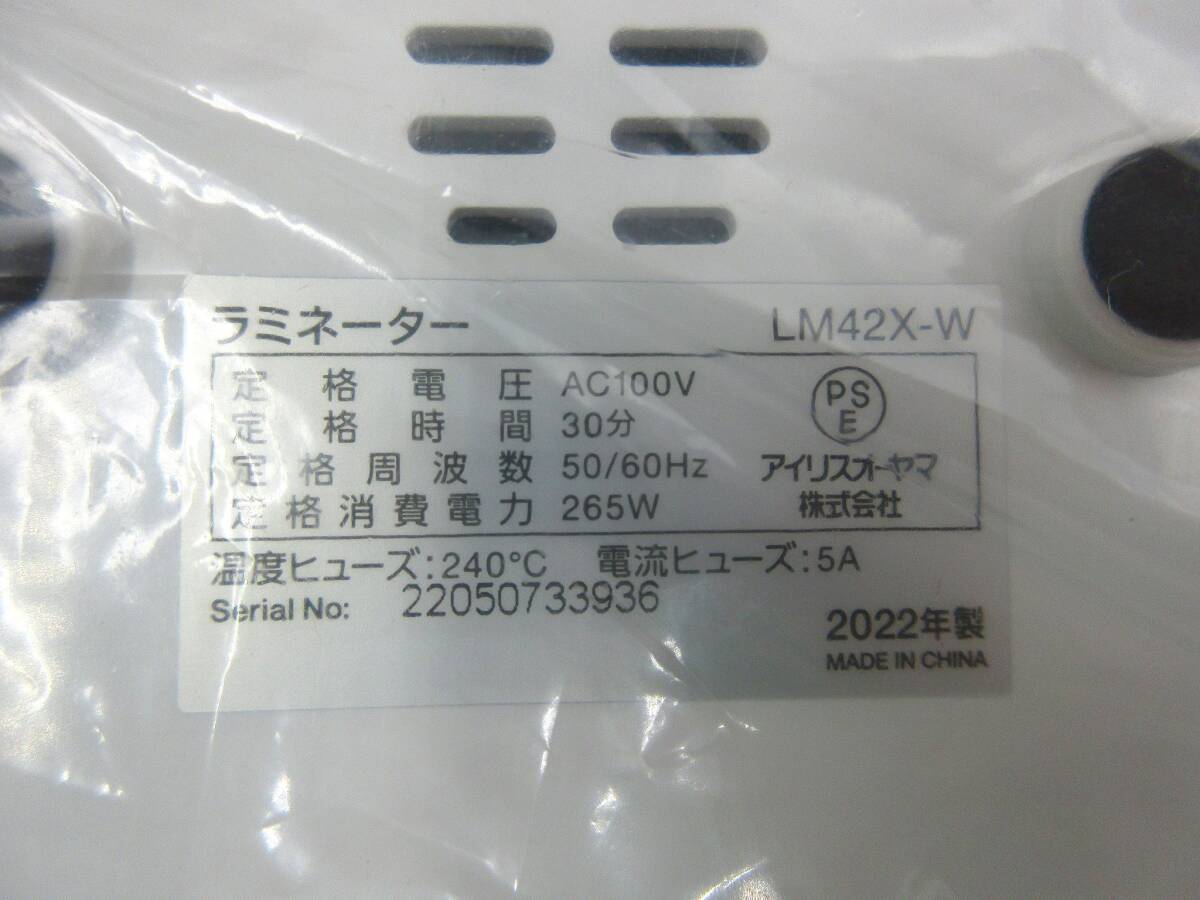 ラミネーター LM42X-W
定格電圧 AC100V
定格時間 30分
定格周波数 50/60Hz
定格消費電力 265W
PS
E
アイリスオーヤマ
株式会社
温度ヒューズ:240℃ 電流ヒューズ:5A
Serial No: 22050733936
2022年製
MADE IN CHINA